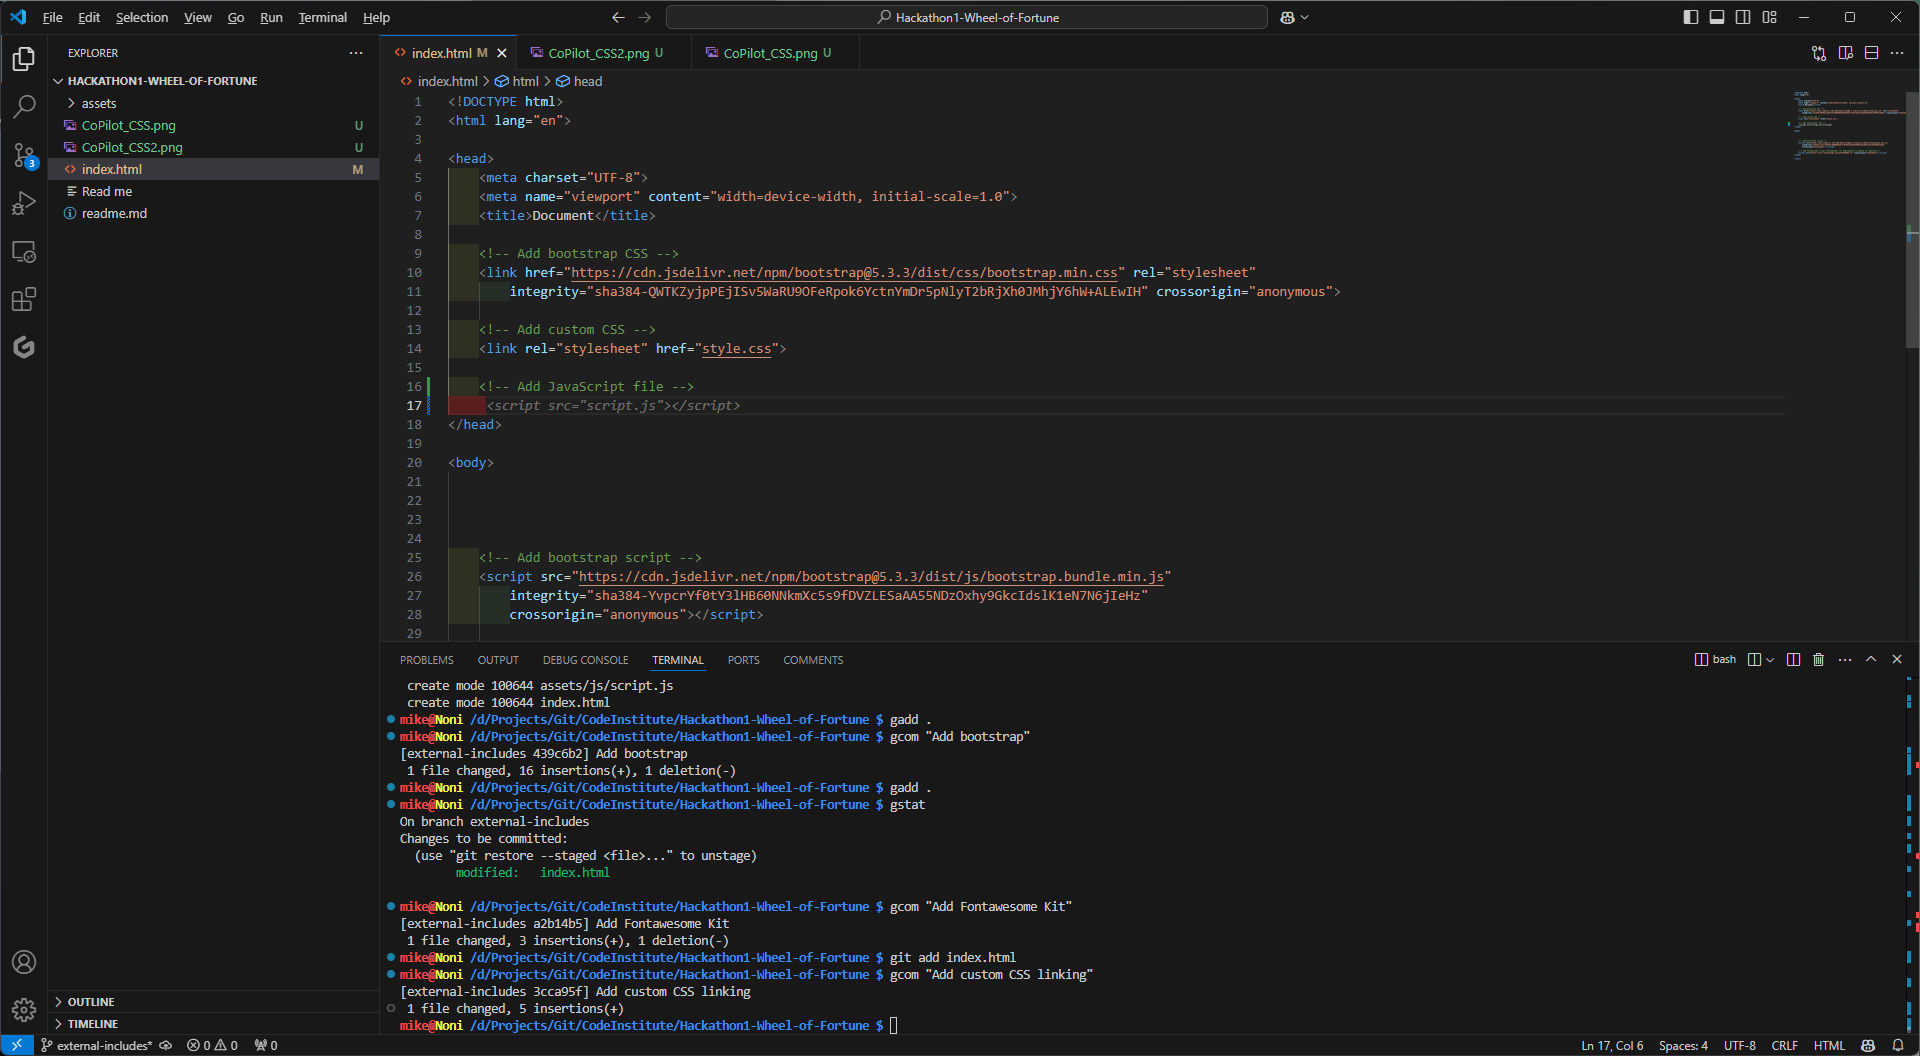 File Edit Selection View Go Run Terminal Help
Hackathon1-Wheel-of-Fortune
EXPLORER
HACKATHON1-WHEEL-OF-FORTUNE
assets
CoPilot_CSS.png U
CoPilot_CSS2.png U
index.html M
Read me
readme.md
3
OUTLINE
TIMELINE
index.html M
CoPilot_CSS2.png U
CoPilot_CSS.png U
index.html > html > head
1 <!DOCTYPE html>
2 <html lang="en">
3
4 <head>
5 <meta charset="UTF-8">
6 <meta name="viewport" content="width=device-width, initial-scale=1.0">
7 <title>Document</title>
8
9 <!-- Add bootstrap CSS -->
10 <link href="https://cdn.jsdelivr.net/npm/bootstrap@5.3.3/dist/css/bootstrap.min.css" rel="stylesheet"
11 integrity="sha384-QWTKZyjpPEjISv5WaRU9OFeRpok6YctnYmDr5pNlyT2bRjXh0JMhjY6hW+ALEwIH" crossorigin="anonymous">
12
13 <!-- Add custom CSS -->
14 <link rel="stylesheet" href="style.css">
15
16 <!-- Add JavaScript file -->
17 <script src="script.js"></script>
18 </head>
19
20 <body>
21
22
23
24
25 <!-- Add bootstrap script -->
26 <script src="https://cdn.jsdelivr.net/npm/bootstrap@5.3.3/dist/js/bootstrap.bundle.min.js"
27 integrity="sha384-YvpcrYf0tY3lHB60NNkmXc5s9fDVZLESaAA55NDzOxhy9GkcIdslK1eN7N6jIeHz"
28 crossorigin="anonymous"></script>
29
PROBLEMS OUTPUT DEBUG CONSOLE TERMINAL PORTS COMMENTS
bash
create mode 100644 assets/js/script.js
create mode 100644 index.html
mike@Noni /d/Projects/Git/CodeInstitute/Hackathon1-Wheel-of-Fortune $ gadd .
mike@Noni /d/Projects/Git/CodeInstitute/Hackathon1-Wheel-of-Fortune $ gcom "Add bootstrap"
[external-includes 439c6b2] Add bootstrap
1 file changed, 16 insertions(+), 1 deletion(-)
mike@Noni /d/Projects/Git/CodeInstitute/Hackathon1-Wheel-of-Fortune $ gadd .
mike@Noni /d/Projects/Git/CodeInstitute/Hackathon1-Wheel-of-Fortune $ gstat
On branch external-includes
Changes to be committed:
(use "git restore --staged <file>..." to unstage)
modified: index.html
mike@Noni /d/Projects/Git/CodeInstitute/Hackathon1-Wheel-of-Fortune $ gcom "Add Fontawesome Kit"
[external-includes a2b14b5] Add Fontawesome Kit
1 file changed, 3 insertions(+), 1 deletion(-)
mike@Noni /d/Projects/Git/CodeInstitute/Hackathon1-Wheel-of-Fortune $ git add index.html
mike@Noni /d/Projects/Git/CodeInstitute/Hackathon1-Wheel-of-Fortune $ gcom "Add custom CSS linking"
[external-includes 3cca95f] Add custom CSS linking
1 file changed, 5 insertions(+)
mike@Noni /d/Projects/Git/CodeInstitute/Hackathon1-Wheel-of-Fortune $
external-includes* 0 0 0
Ln 17, Col 6 Spaces: 4 UTF-8 CRLF HTML